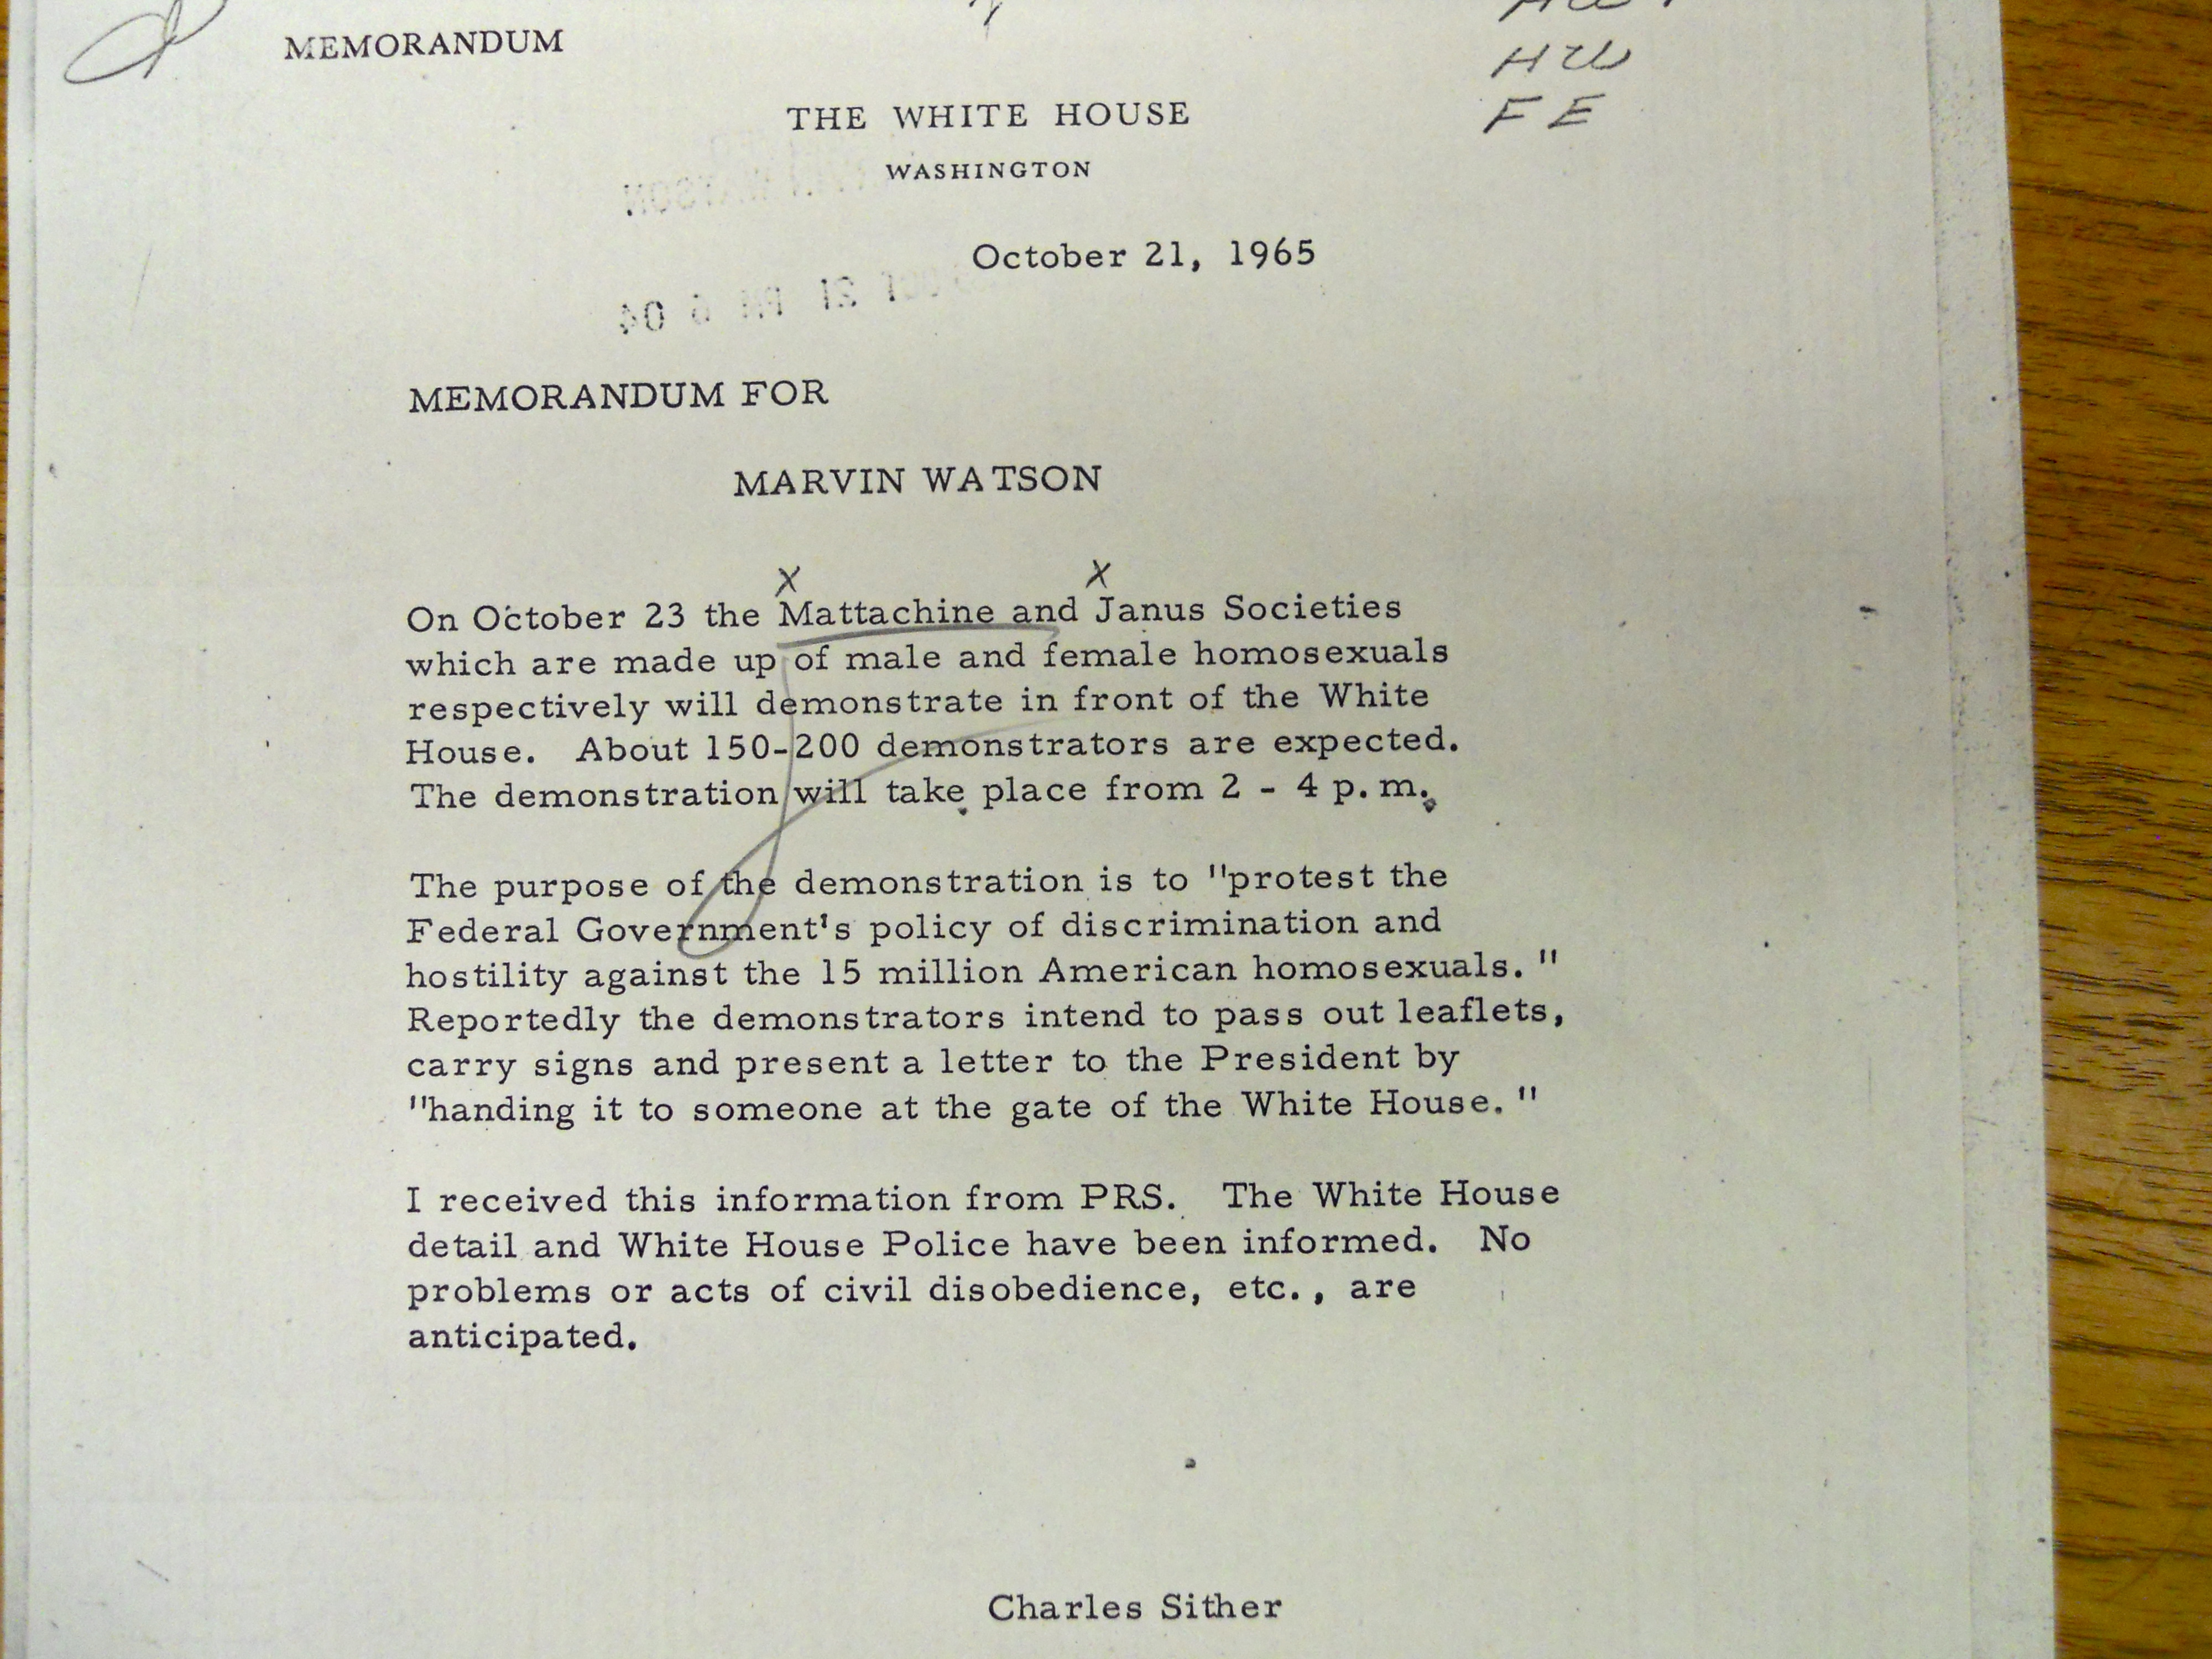 MEMORANDUM
HU
FE
THE WHITE HOUSE
WASHINGTON
October 21, 1965
MEMORANDUM FOR
MARVIN WATSON
X X
On October 23 the Mattachine and Janus Societies
which are made up of male and female homosexuals
respectively will demonstrate in front of the White
House. About 150-200 demonstrators are expected.
The demonstration will take place from 2 - 4 p.m.
The purpose of the demonstration is to "protest the
Federal Government's policy of discrimination and
hostility against the 15 million American homosexuals."
Reportedly the demonstrators intend to pass out leaflets,
carry signs and present a letter to the President by
"handing it to someone at the gate of the White House."
I received this information from PRS. The White House
detail and White House Police have been informed. No
problems or acts of civil disobedience, etc., are
anticipated.
Charles Sither